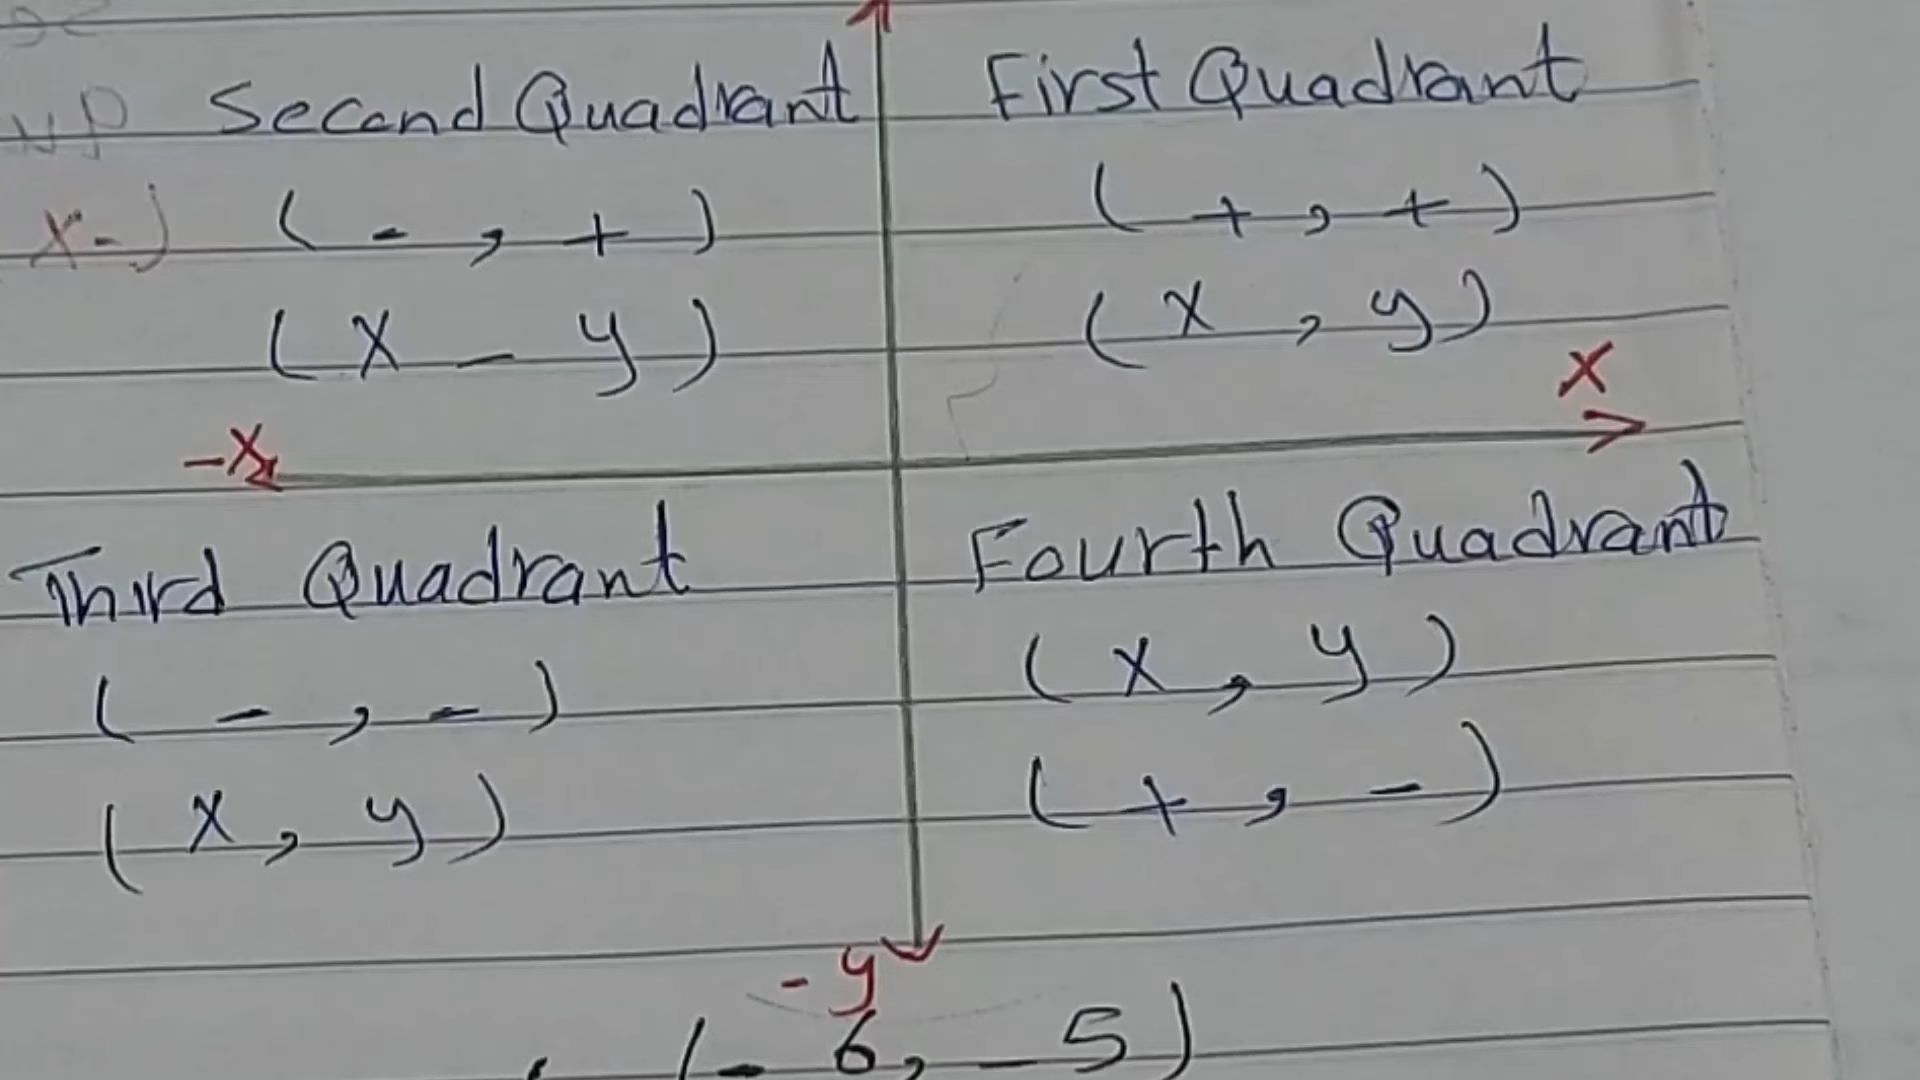 Second Quadrant
First Quadrant
( - , + )
( + , + )
( x - y )
( x , y )
x
-x
Third Quadrant
Fourth Quadrant
( - , - )
( x , y )
( x , y )
( + , - )
-y
(- 6, - 5)